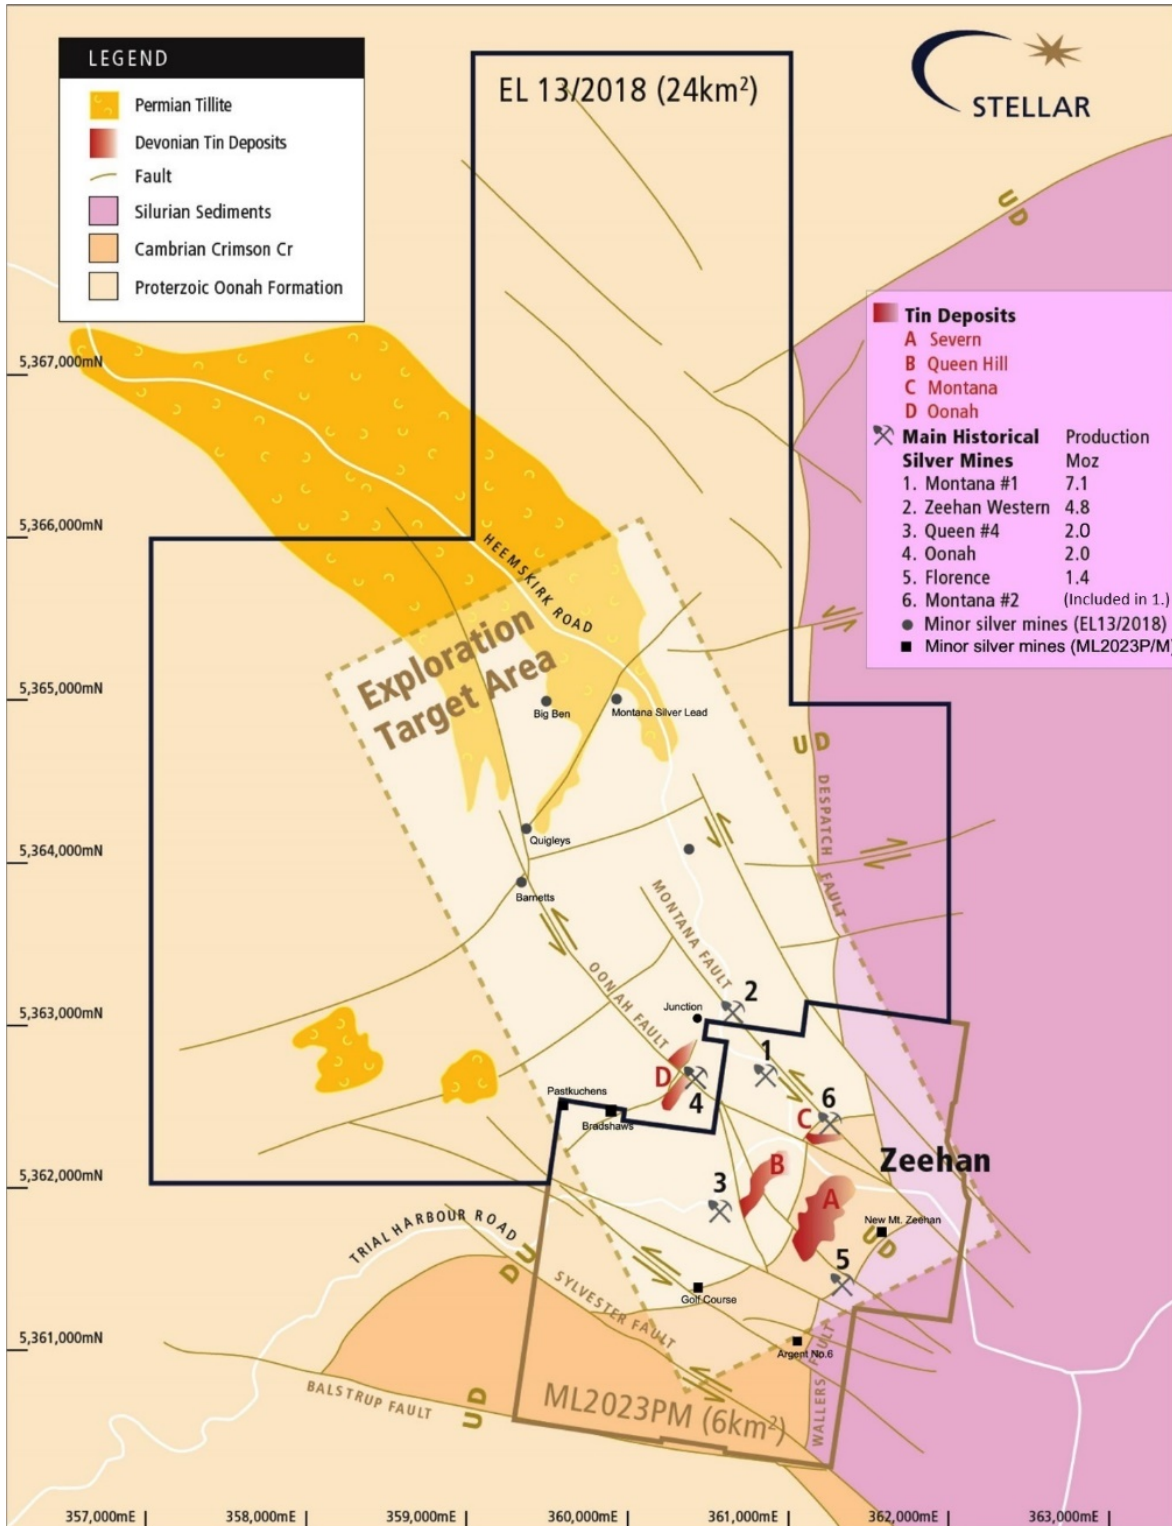 LEGEND
Permian Tillite
Devonian Tin Deposits
Fault
Silurian Sediments
Cambrian Crimson Cr
Proterzoic Oonah Formation
EL 13/2018 (24km²)
STELLAR
U D
Tin Deposits
A Severn
B Queen Hill
C Montana
D Oonah
Main Historical Production
Silver Mines Moz
1. Montana #1 7.1
2. Zeehan Western 4.8
3. Queen #4 2.0
4. Oonah 2.0
5. Florence 1.4
6. Montana #2 (Included in 1.)
Minor silver mines (EL13/2018)
Minor silver mines (ML2023P/M)
5,367,000mN
5,366,000mN
5,365,000mN
5,364,000mN
5,363,000mN
5,362,000mN
5,361,000mN
HEEMSKIRK ROAD
Exploration
Target Area
Big Ben
Montana Silver Lead
U D
DESPATCH FAULT
Quigleys
Barnetts
MONTANA FAULT
OONAH FAULT
2
Junction
1
D
4
6
C
Pastkuchens
Bradshaws
Zeehan
B
A
3
New Mt. Zeehan
U D
TRIAL HARBOUR ROAD
D U
5
Golf Course
SYLVESTER FAULT
Argent No.6
WALLERS FAULT
BALSTRUP FAULT
U D
ML2023PM (6km²)
357,000mE
358,000mE
359,000mE
360,000mE
361,000mE
362,000mE
363,000mE